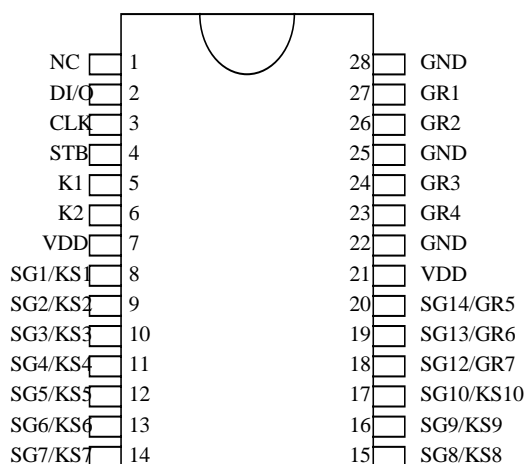 NC 1 28 GND
DI/O 2 27 GR1
CLK 3 26 GR2
STB 4 25 GND
K1 5 24 GR3
K2 6 23 GR4
VDD 7 22 GND
SG1/KS1 8 21 VDD
SG2/KS2 9 20 SG14/GR5
SG3/KS3 10 19 SG13/GR6
SG4/KS4 11 18 SG12/GR7
SG5/KS5 12 17 SG10/KS10
SG6/KS6 13 16 SG9/KS9
SG7/KS7 14 15 SG8/KS8